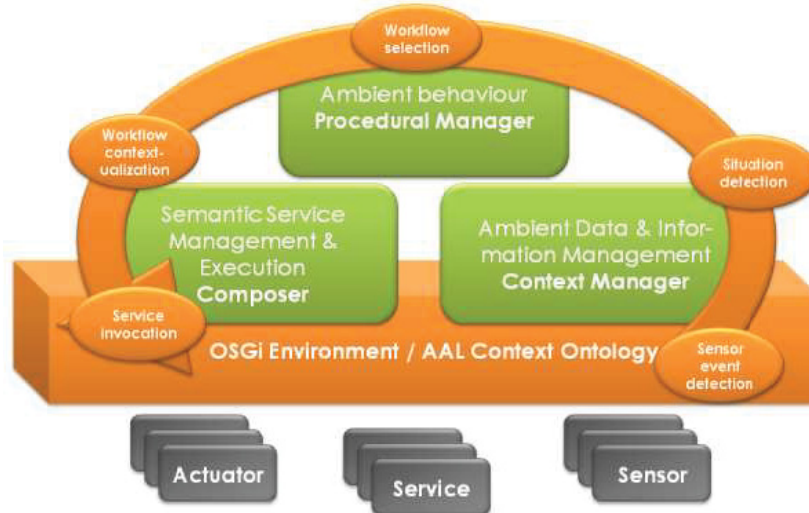 Workflow
selection
Ambient behaviour
Procedural Manager
Workflow
context-
ualization
Situation
detection
Semantic Service
Management &
Execution
Composer
Ambient Data & Infor-
mation Management
Context Manager
Service
invocation
OSGi Environment / AAL Context Ontology
Sensor
event
detection
Actuator
Service
Sensor